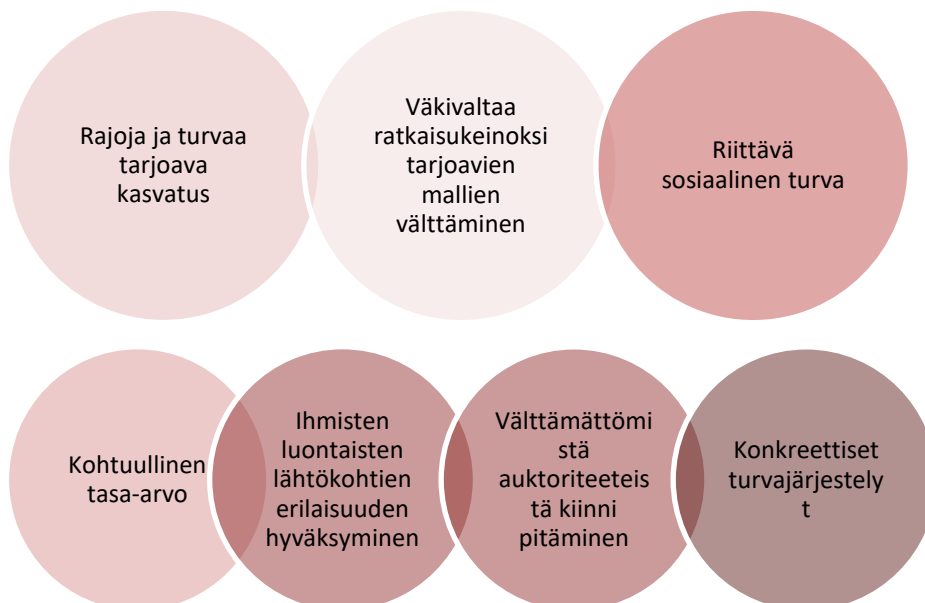 Rajoja ja turvaa
tarjoava
kasvatus
Väkivaltaa
ratkaisukeinoksi
tarjoavien
mallien
välttäminen
Riittävä
sosiaalinen turva
Kohtuullinen
tasa-arvo
Ihmisten
luontaisten
lähtökohtien
erilaisuuden
hyväksyminen
Välttämättömi
stä
auktoriteeteis
tä kiinni
pitäminen
Konkreettiset
turvajärjestely
t